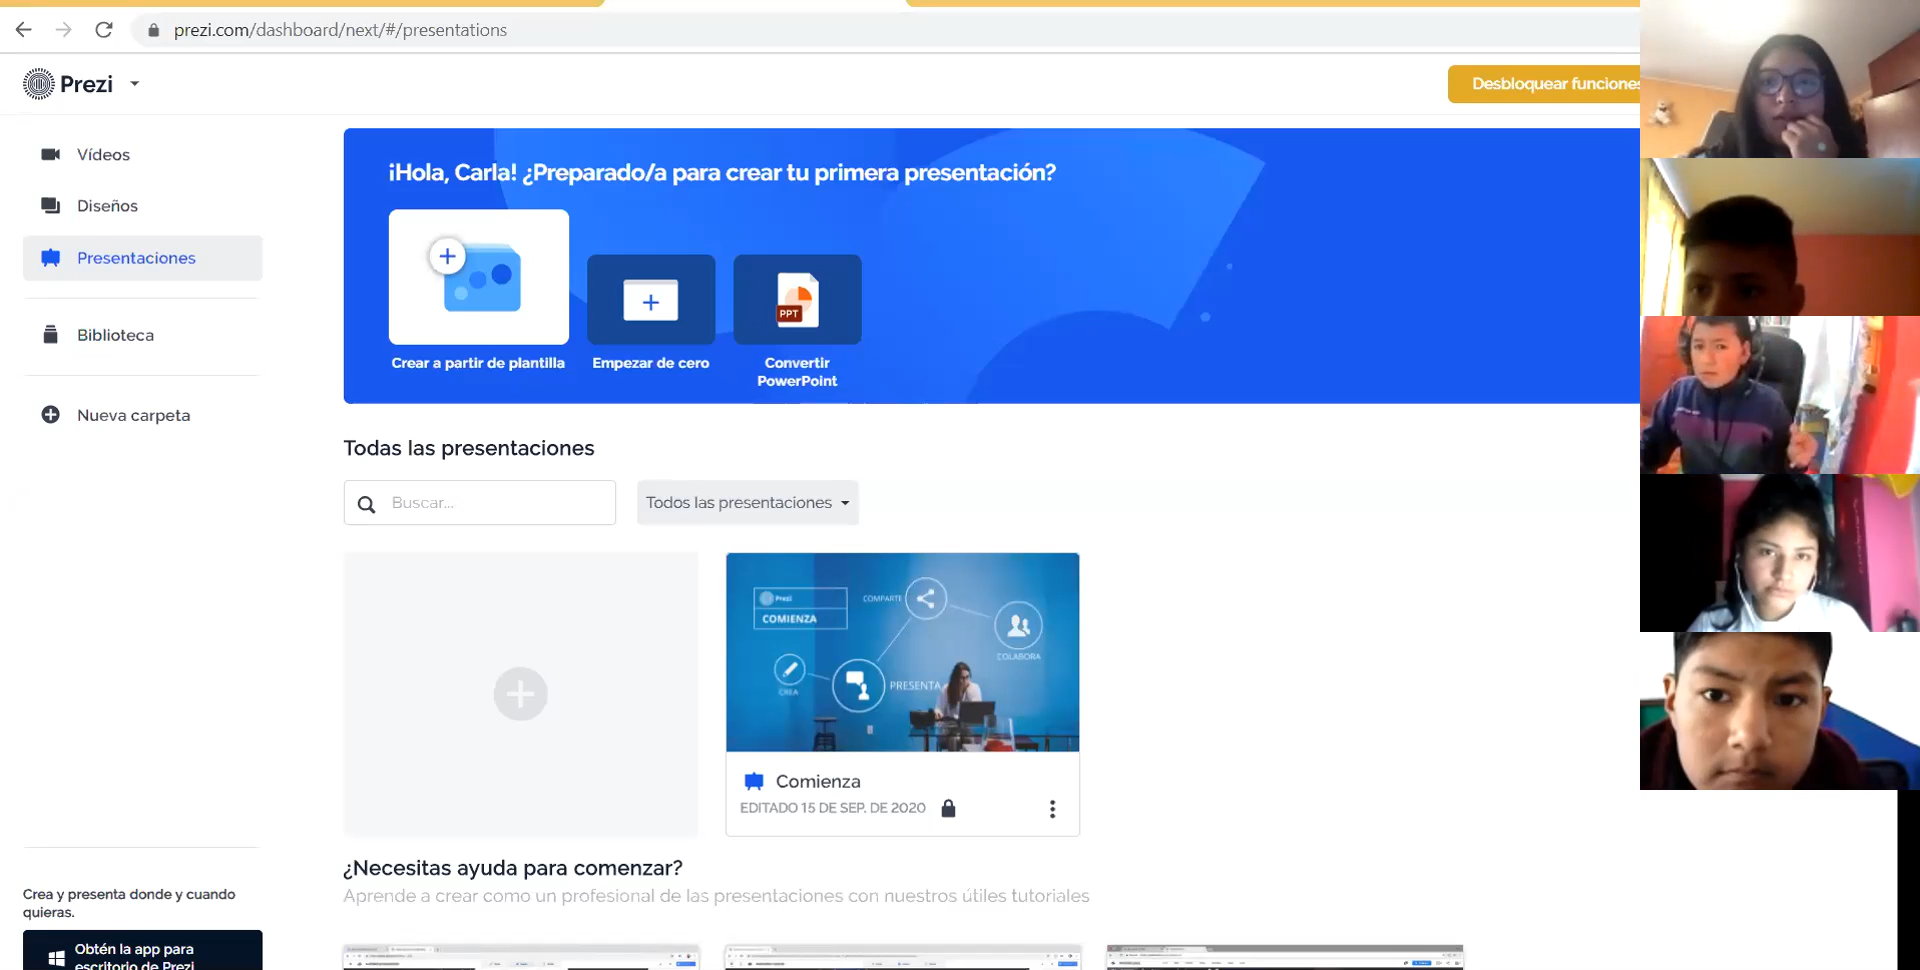 prezi.com/dashboard/next/#/presentations
Prezi
Desbloquear funciones
Vídeos
Diseños
Presentaciones
Biblioteca
Nueva carpeta
¡Hola, Carla! ¿Preparado/a para crear tu primera presentación?
Crear a partir de plantilla
Empezar de cero
PPT
Convertir
PowerPoint
Todas las presentaciones
Buscar...
Todos las presentaciones
Prezi
COMIENZA
COMPARTE
COLABORA
CREA
PRESENTA
Comienza
EDITADO 15 DE SEP. DE 2020
¿Necesitas ayuda para comenzar?
Aprende a crear como un profesional de las presentaciones con nuestros útiles tutoriales
Crea y presenta donde y cuando
quieras.
Obtén la app para
escritorio de Prezi